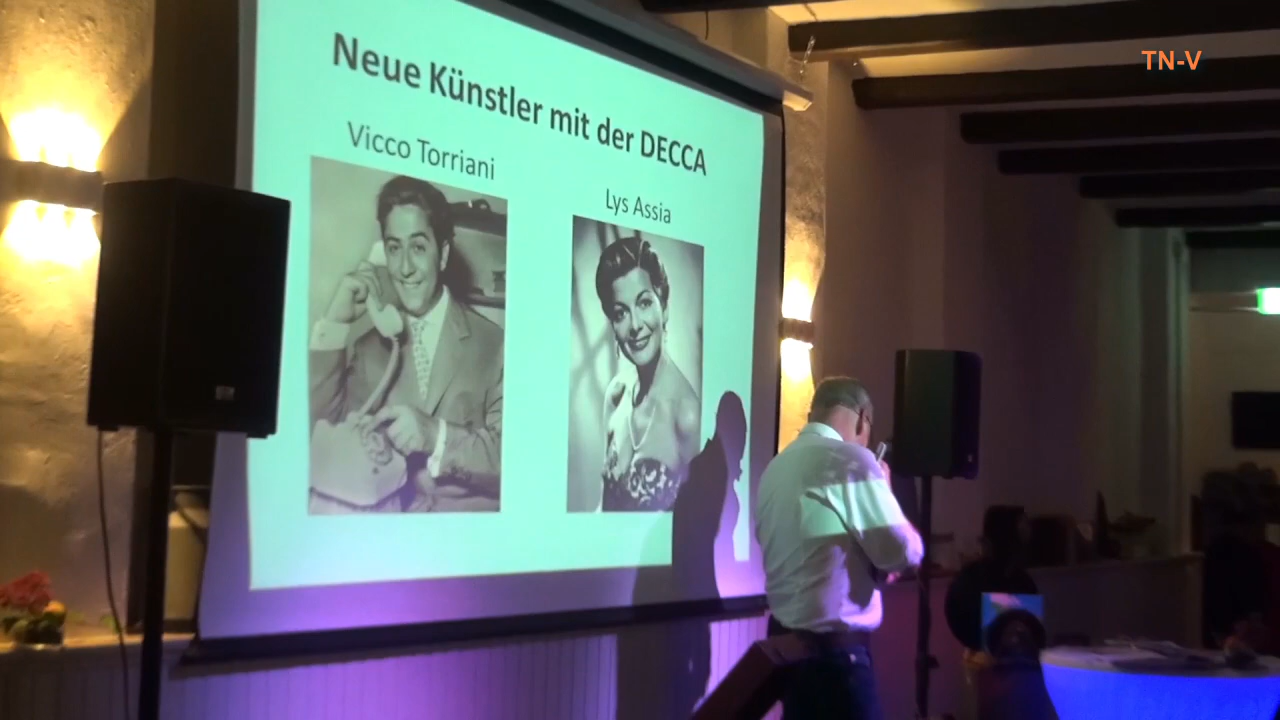 TN-V
Neue Künstler mit der DECCA
Vicco Torriani
Lys Assia